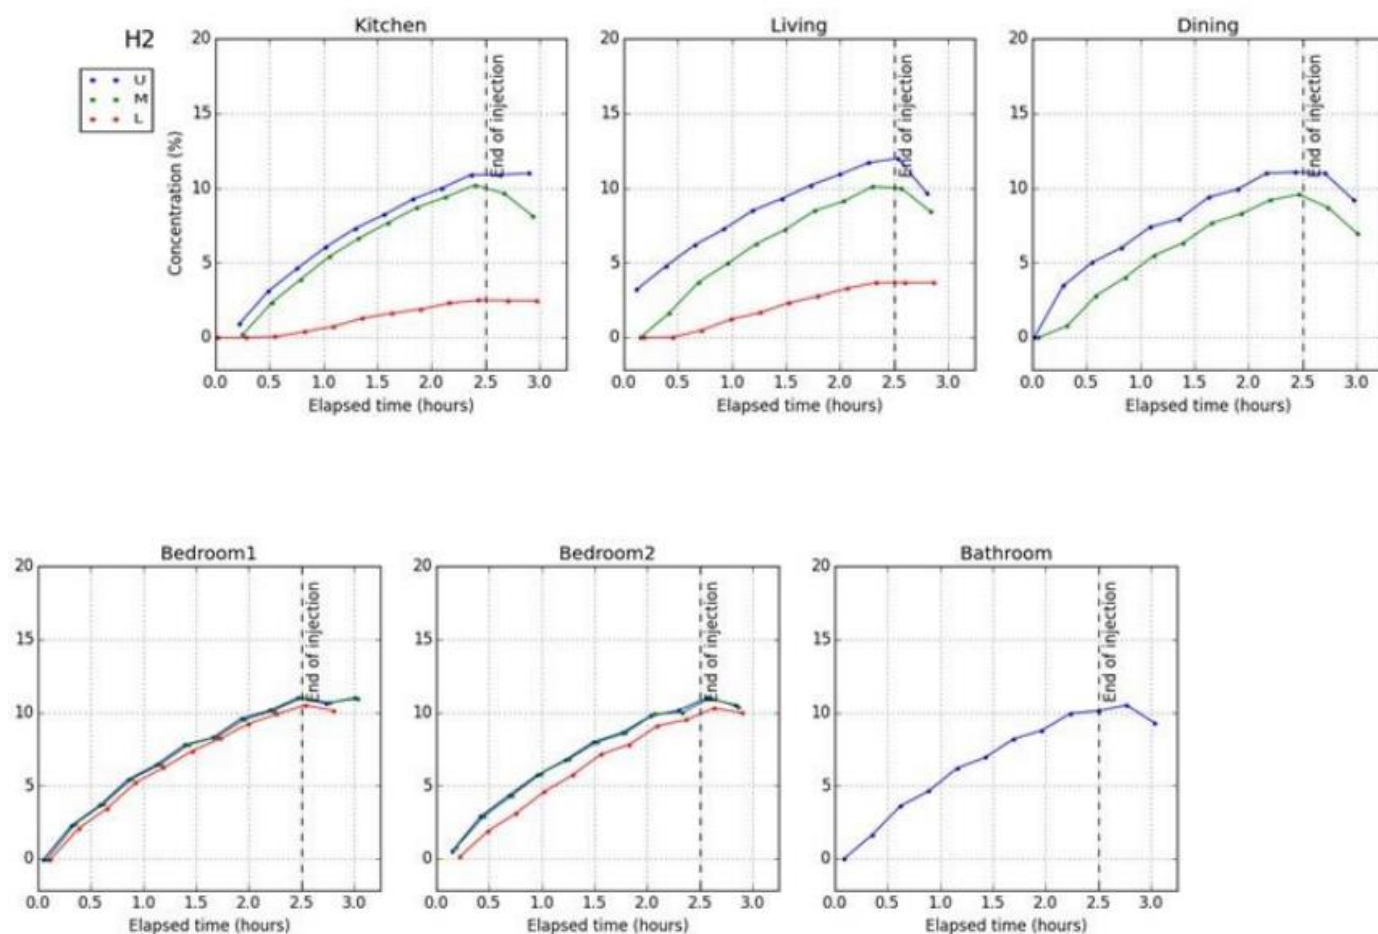 H2
U
M
L
Kitchen
Living
Dining
20
15
10
5
0
Concentration (%)
End of injection
0.0 0.5 1.0 1.5 2.0 2.5 3.0
Elapsed time (hours)
20
15
10
5
0
End of injection
0.0 0.5 1.0 1.5 2.0 2.5 3.0
Elapsed time (hours)
20
15
10
5
0
End of injection
0.0 0.5 1.0 1.5 2.0 2.5 3.0
Elapsed time (hours)
Bedroom1
20
15
10
5
0
End of injection
0.0 0.5 1.0 1.5 2.0 2.5 3.0
Elapsed time (hours)
Bedroom2
20
15
10
5
0
End of injection
0.0 0.5 1.0 1.5 2.0 2.5 3.0
Elapsed time (hours)
Bathroom
20
15
10
5
0
End of injection
0.0 0.5 1.0 1.5 2.0 2.5 3.0
Elapsed time (hours)